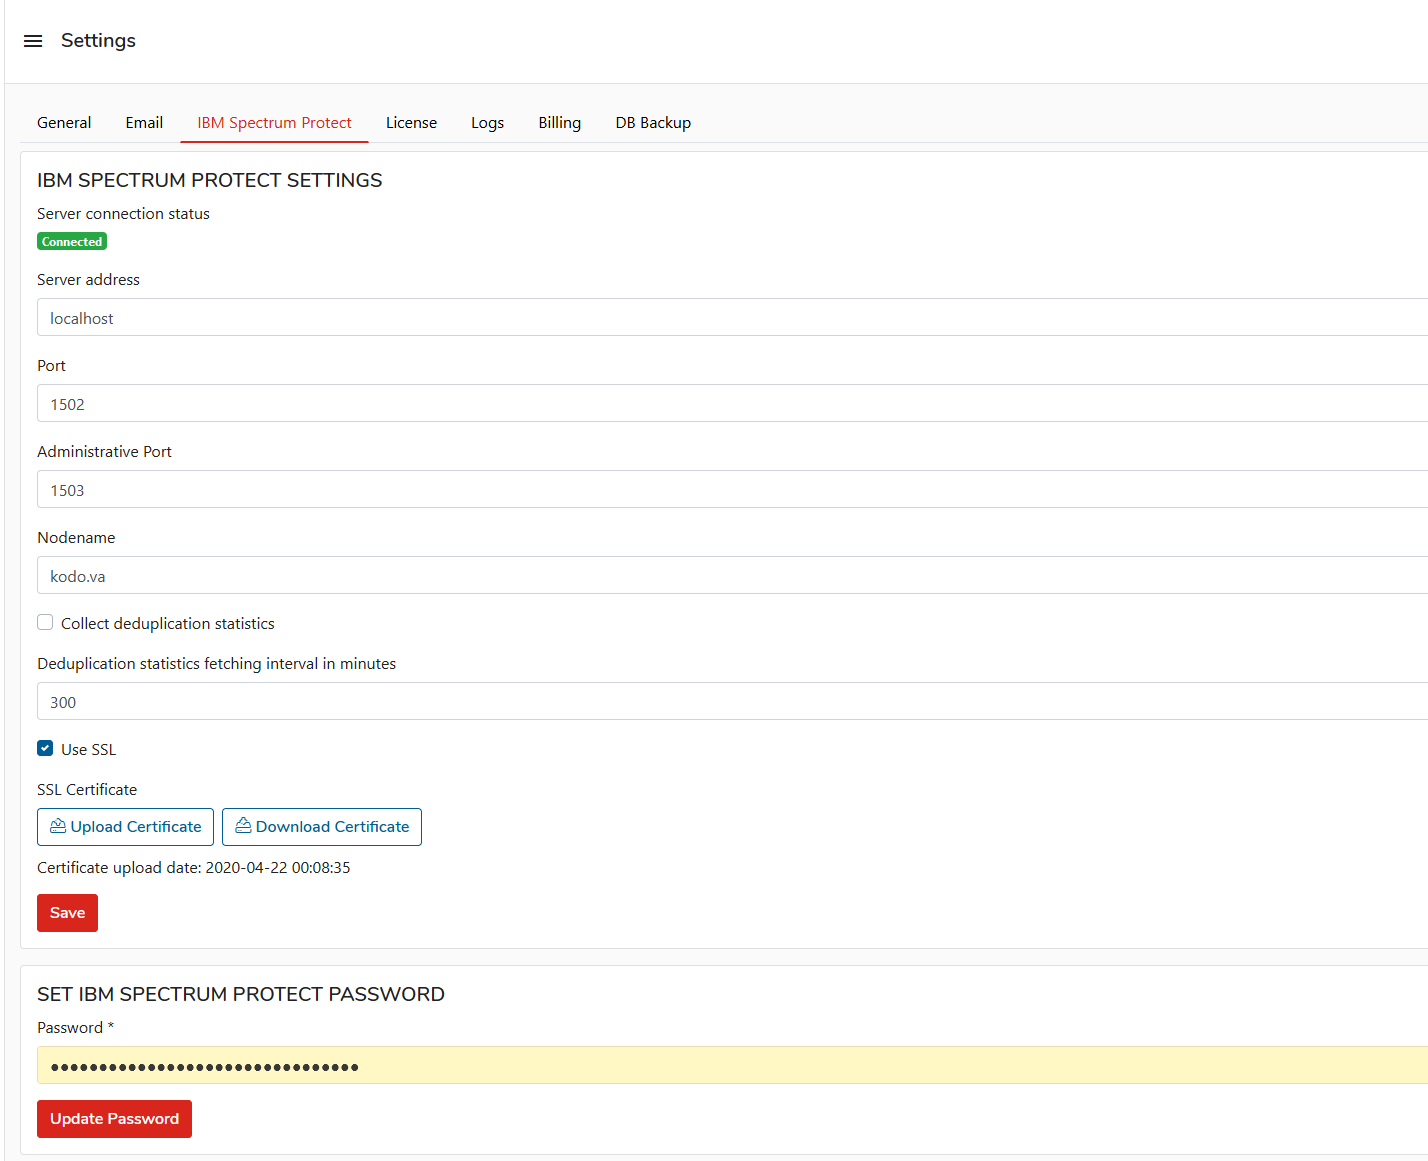 Settings
General Email IBM Spectrum Protect License Logs Billing DB Backup
IBM SPECTRUM PROTECT SETTINGS
Server connection status
Connected
Server address
localhost
Port
1502
Administrative Port
1503
Nodename
kodo.va
Collect deduplication statistics
Deduplication statistics fetching interval in minutes
300
Use SSL
SSL Certificate
Upload Certificate Download Certificate
Certificate upload date: 2020-04-22 00:08:35
Save
SET IBM SPECTRUM PROTECT PASSWORD
Password *
••••••••••••••••••••••••••••••••
Update Password